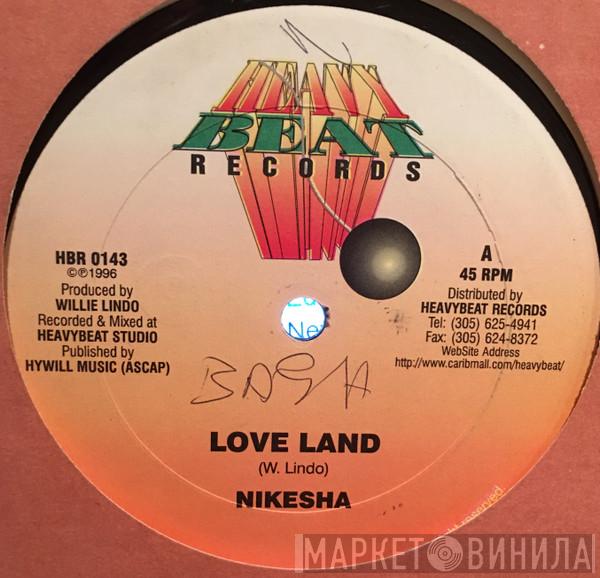 HEAVY
BEAT
RECORDS
HBR 0143
©℗1996
Produced by
WILLIE LINDO
Recorded & Mixed at
HEAVYBEAT STUDIO
Published by
HYWILL MUSIC (ASCAP)
A
45 RPM
Distributed by
HEAVYBEAT RECORDS
Tel: (305) 625-4941
Fax: (305) 624-8372
WebSite Address
http://www.caribmall.com/heavybeat/
LOVE LAND
(W. Lindo)
NIKESHA
reserved.
МАРКЕТ ВИНИЛА